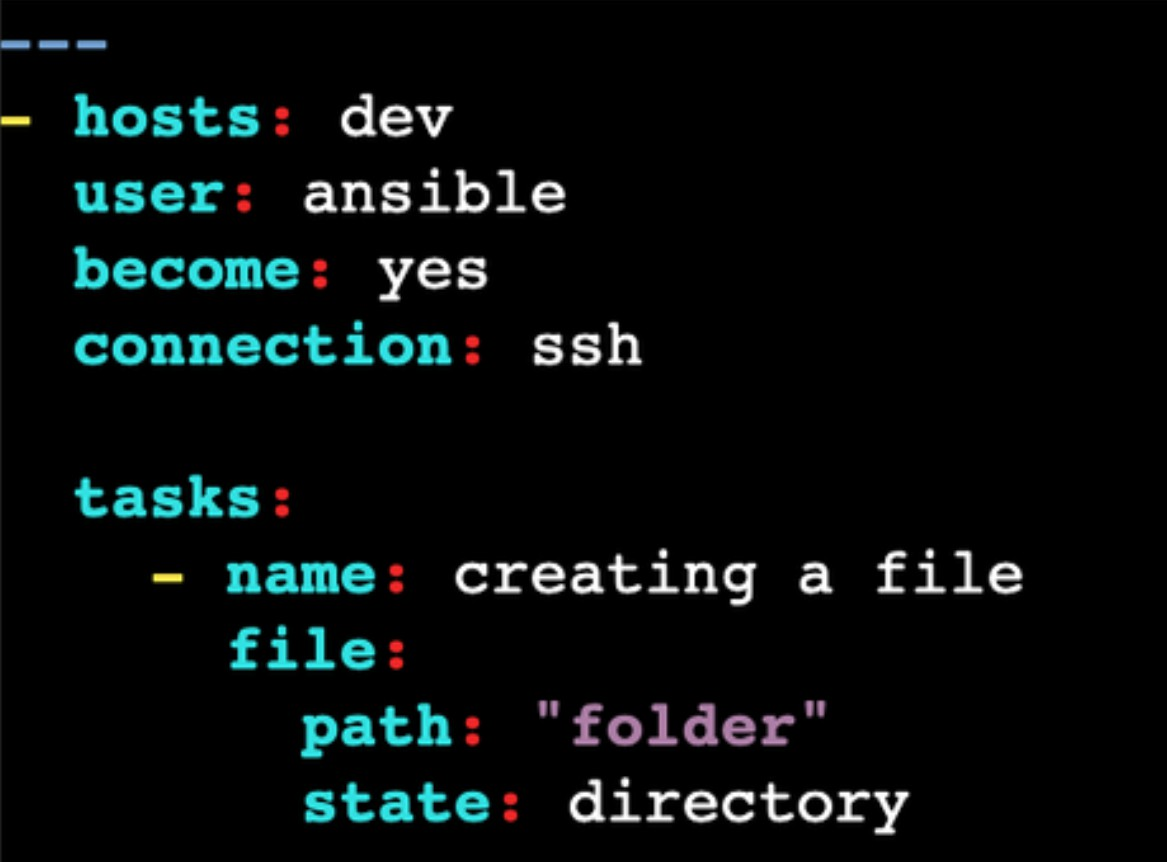 ---
- hosts: dev
  user: ansible
  become: yes
  connection: ssh

  tasks:
    - name: creating a file
      file:
        path: "folder"
        state: directory